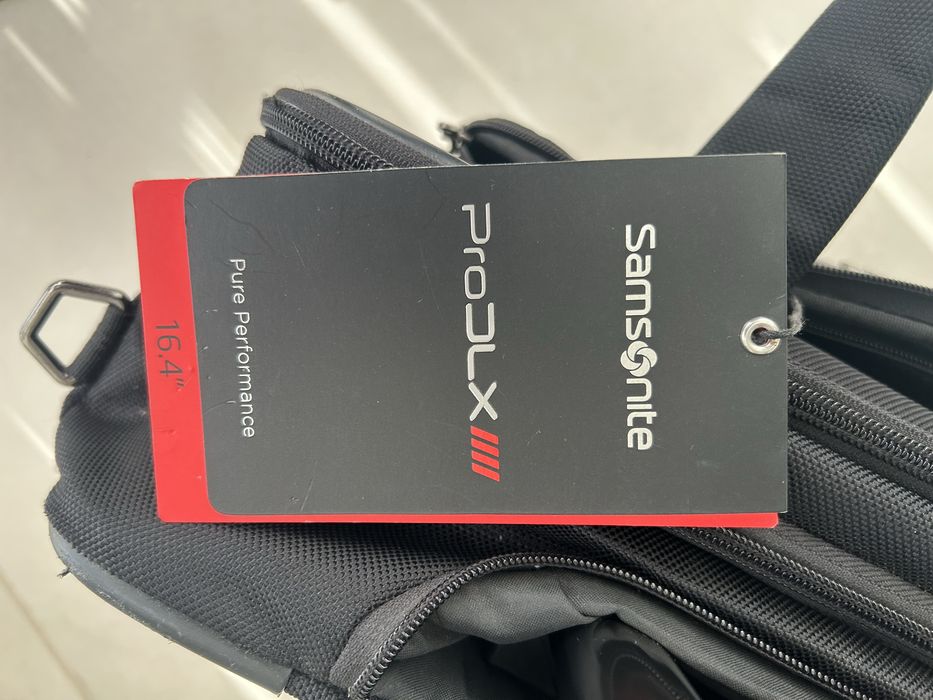 Samsonite
ProDLX
Pure Performance
16.4"